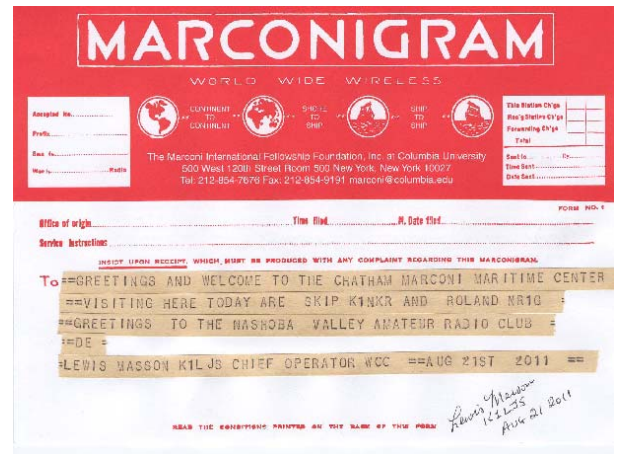 MARCONIGRAM
WORLD WIDE WIRELESS
CONTINENT TO CONTINENT
SHORE TO SHIP
SHIP TO SHIP
Accepted No.
Prefix
Words Radio
This Station Ch'ge
Forwarding Ch'ge
Total
Sent to By
Time Sent
Date Sent
The Marconi International Fellowship Foundation, Inc. at Columbia University
500 West 120th Street Room 500 New York, New York 10027
Tel: 212-854-7676 Fax: 212-854-9191 marconi@columbia.edu
FORM NO. 1
Office of origin Time filed M. Date filed
Service Instructions
INSIST UPON RECEIPT, WHICH MUST BE PRODUCED WITH ANY COMPLAINT REGARDING THIS MARCONIGRAM.
To ==GREETINGS AND WELCOME TO THE CHATHAM MARCONI MARITIME CENTER
==VISITING HERE TODAY ARE SKIP K1NKR AND ROLAND NR1G =
==GREETINGS TO THE NASHOBA VALLEY AMATEUR RADIO CLUB =
==DE =
=LEWIS MASSON K1LJS CHIEF OPERATOR WCC ==AUG 21ST 2011 ==
Lewis Masson
K1LJS
AUG 21 2011
READ THE CONDITIONS PRINTED ON THE BACK OF THIS FORM